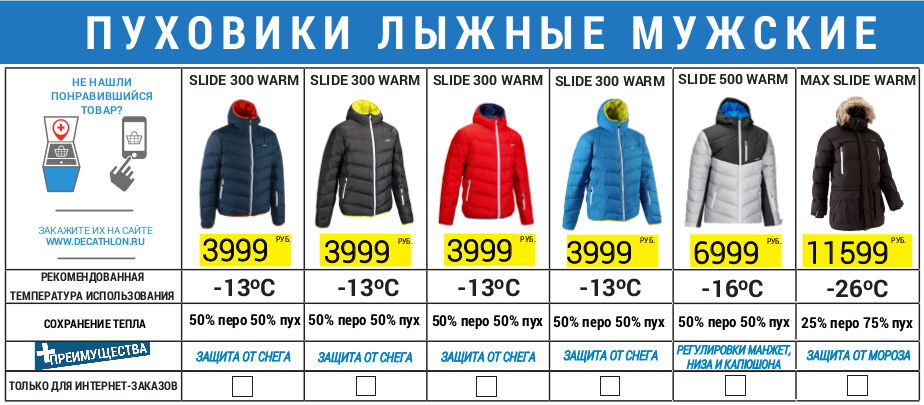 ПУХОВИКИ ЛЫЖНЫЕ МУЖСКИЕ
НЕ НАШЛИ
ПОНРАВИВШИЙСЯ
ТОВАР?
ЗАКАЖИТЕ ИХ НА САЙТЕ
WWW.DECATHLON.RU
SLIDE 300 WARM SLIDE 300 WARM SLIDE 300 WARM SLIDE 300 WARM SLIDE 500 WARM MAX SLIDE WARM
3999 РУБ. 3999 РУБ. 3999 РУБ. 3999 РУБ. 6999 РУБ. 11599 РУБ.
РЕКОМЕНДОВАННАЯ
ТЕМПЕРАТУРА ИСПОЛЬЗОВАНИЯ
-13ºC -13ºC -13ºC -13ºC -16ºC -26ºC
СОХРАНЕНИЕ ТЕПЛА 50% перо 50% пух 50% перо 50% пух 50% перо 50% пух 50% перо 50% пух 50% перо 50% пух 25% перо 75% пух
+ПРЕИМУЩЕСТВА ЗАЩИТА ОТ СНЕГА ЗАЩИТА ОТ СНЕГА ЗАЩИТА ОТ СНЕГА ЗАЩИТА ОТ СНЕГА РЕГУЛИРОВКИ МАНЖЕТ,
НИЗА И КАПЮШОНА
ЗАЩИТА ОТ МОРОЗА
ТОЛЬКО ДЛЯ ИНТЕРНЕТ-ЗАКАЗОВ